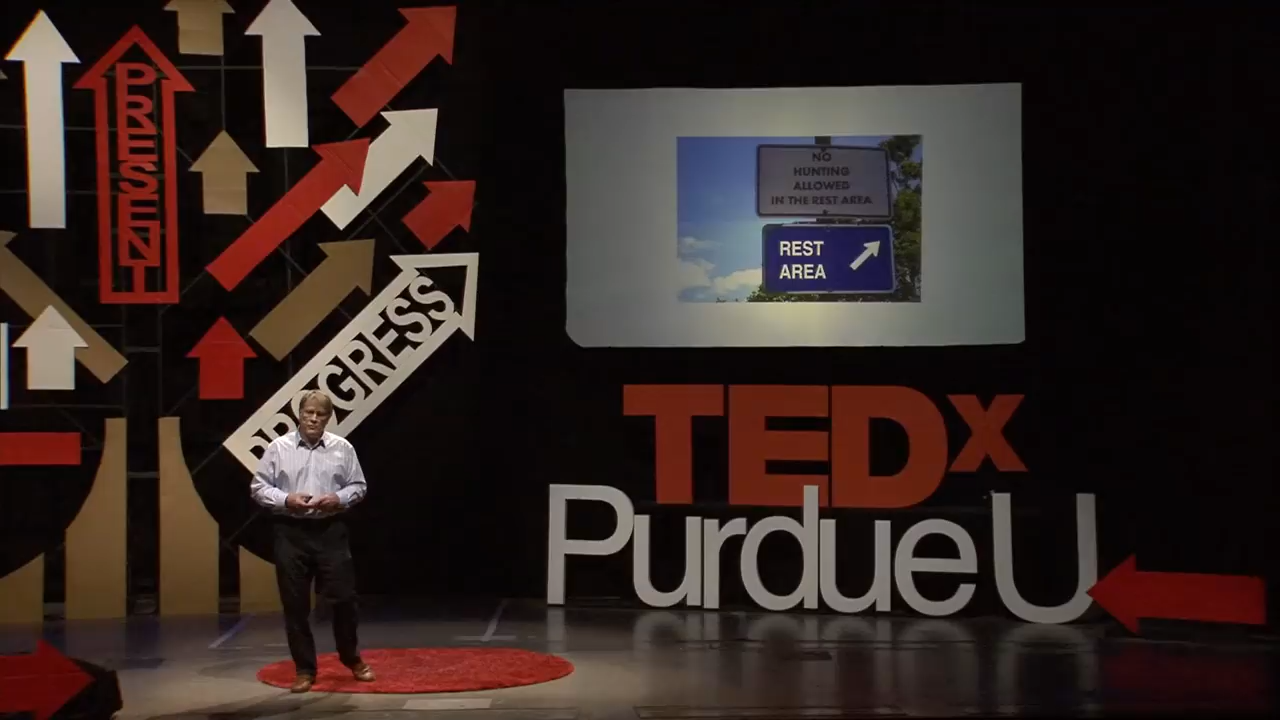 PRESENT
PROGRESS
NO
HUNTING
ALLOWED
IN THE REST AREA
REST
AREA
TEDx
PurdueU